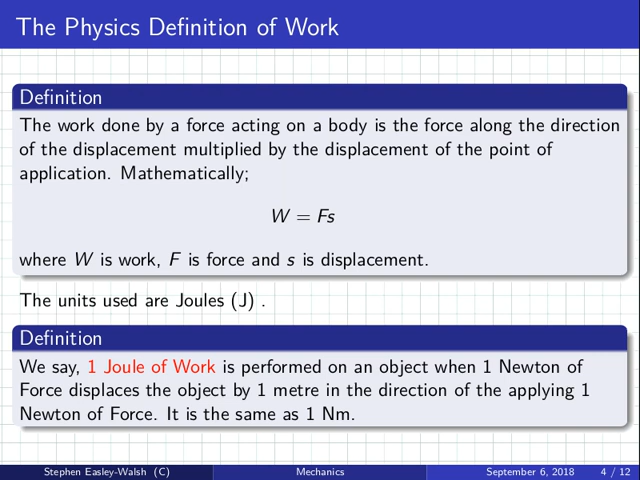 The Physics Definition of Work
Definition
The work done by a force acting on a body is the force along the direction
of the displacement multiplied by the displacement of the point of
application. Mathematically;
W = Fs
where W is work, F is force and s is displacement.
The units used are Joules (J) .
Definition
We say, 1 Joule of Work is performed on an object when 1 Newton of
Force displaces the object by 1 metre in the direction of the applying 1
Newton of Force. It is the same as 1 Nm.
Stephen Easley-Walsh (C) Mechanics September 6, 2018 4 / 12